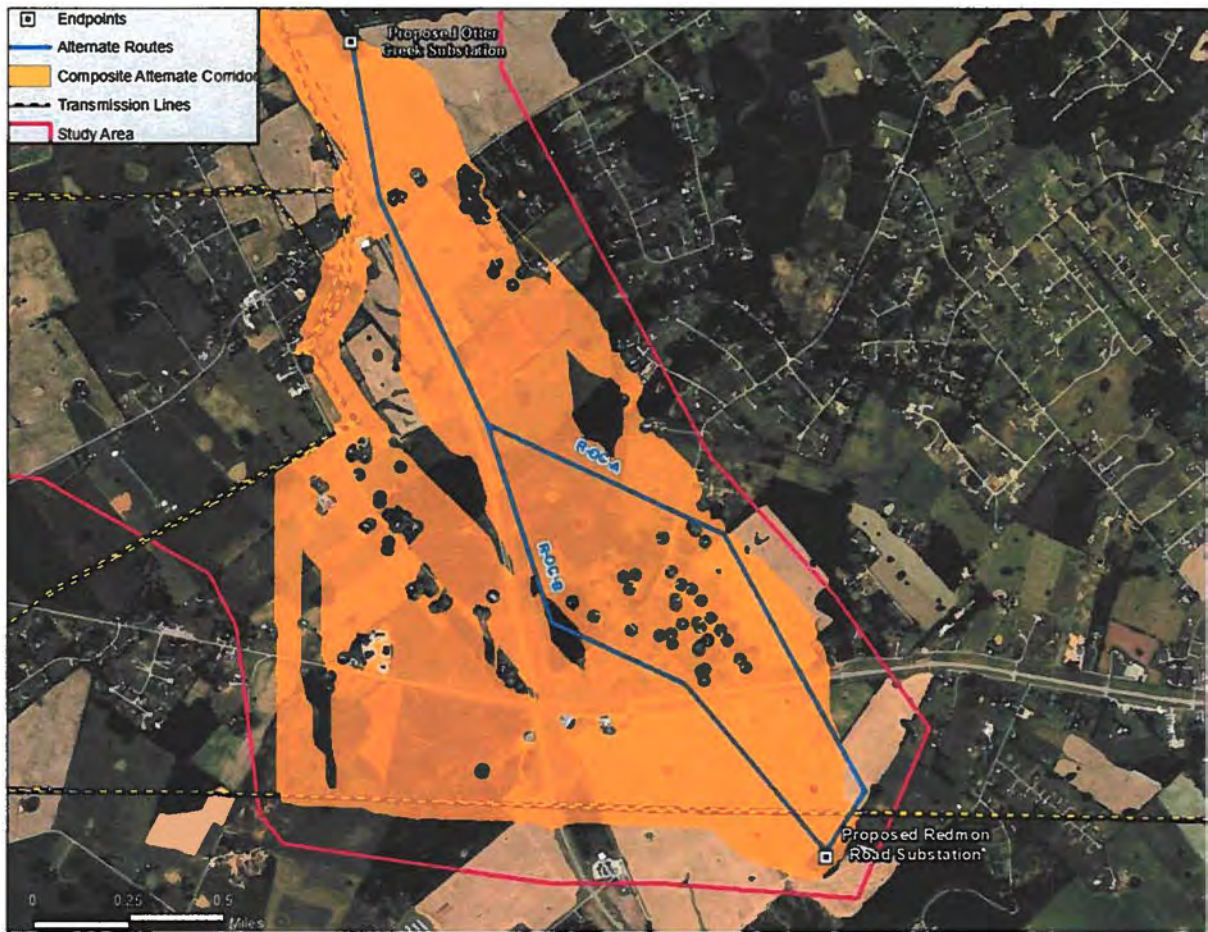 Endpoints
Alternate Routes
Composite Alternate Corridor
Transmission Lines
Study Area
Proposed Otter
Creek Substation
R-OC-A
R-OC-B
Proposed Redmon
Road Substation*
0 0.25 0.5
Miles